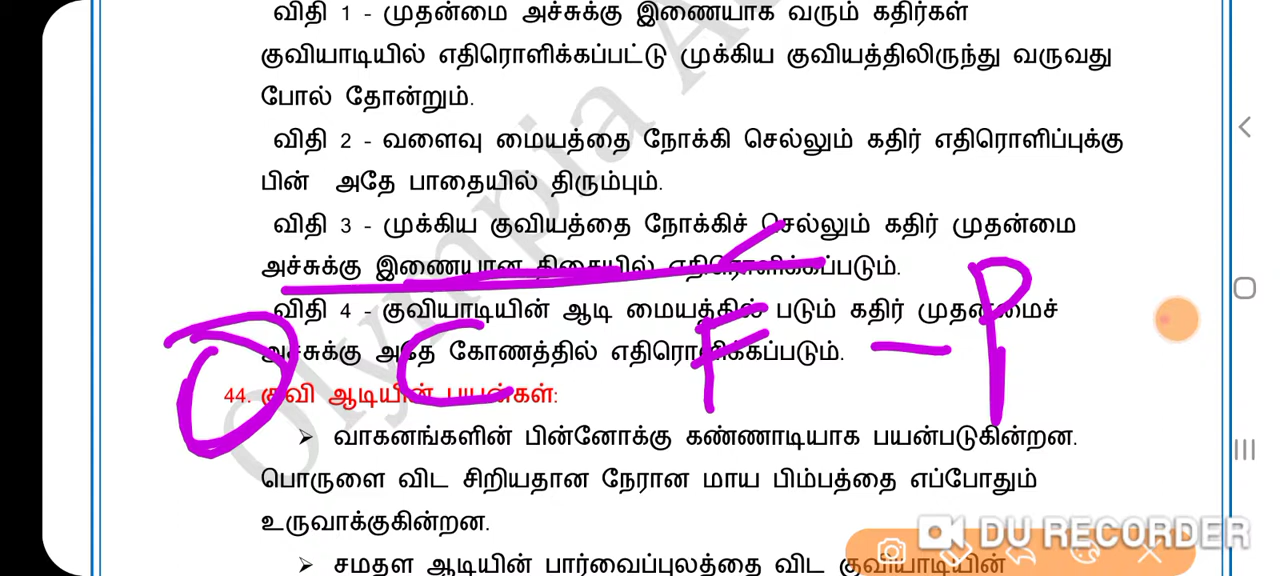 விதி 1 - முதன்மை அச்சுக்கு இணையாக வரும் கதிர்கள்
குவியாடியில் எதிரொளிக்கப்பட்டு முக்கிய குவியத்திலிருந்து வருவது
போல் தோன்றும்.
விதி 2 - வளைவு மையத்தை நோக்கி செல்லும் கதிர் எதிரொளிப்புக்கு
பின் அதே பாதையில் திரும்பும்.
விதி 3 - முக்கிய குவியத்தை நோக்கிச் செல்லும் கதிர் முதன்மை
அச்சுக்கு இணையான திசையில் எதிரொளிக்கப்படும்.
விதி 4 - குவியாடியின் ஆடி மையத்தில் படும் கதிர் முதன்மைச்
அச்சுக்கு அதே கோணத்தில் எதிரொளிக்கப்படும்.
O C F - P
44. குவி ஆடியின் பயன்கள்:
➤ வாகனங்களின் பின்னோக்கு கண்ணாடியாக பயன்படுகின்றன.
பொருளை விட சிறியதான நேரான மாய பிம்பத்தை எப்போதும்
உருவாக்குகின்றன.
➤ சமதள ஆடியின் பார்வைப்புலத்தை விட குவியாடியின்
Olympia
DU RECORDER